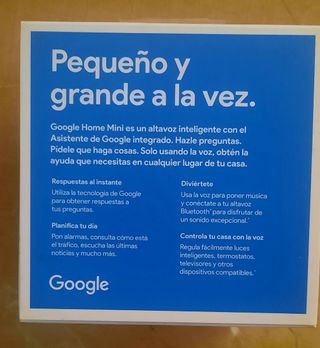 Pequeño y
grande a la vez.
Google Home Mini es un altavoz inteligente con el
Asistente de Google integrado. Hazle preguntas.
Pídele que haga cosas. Solo usando la voz, obtén la
ayuda que necesitas en cualquier lugar de tu casa.
Respuestas al instante
Utiliza la tecnología de Google
para obtener respuestas a
tus preguntas.
Planifica tu día
Pon alarmas, consulta cómo está
el tráfico, escucha las últimas
noticias y mucho más.
Diviértete
Usa la voz para poner musica
y conéctate a tu altavoz
Bluetooth* para disfrutar de
un sonido excepcional.*
Controla tu casa con la voz
Regula fácilmente luces
inteligentes, termostatos,
televisores y otros
dispositivos compatibles.*
Google